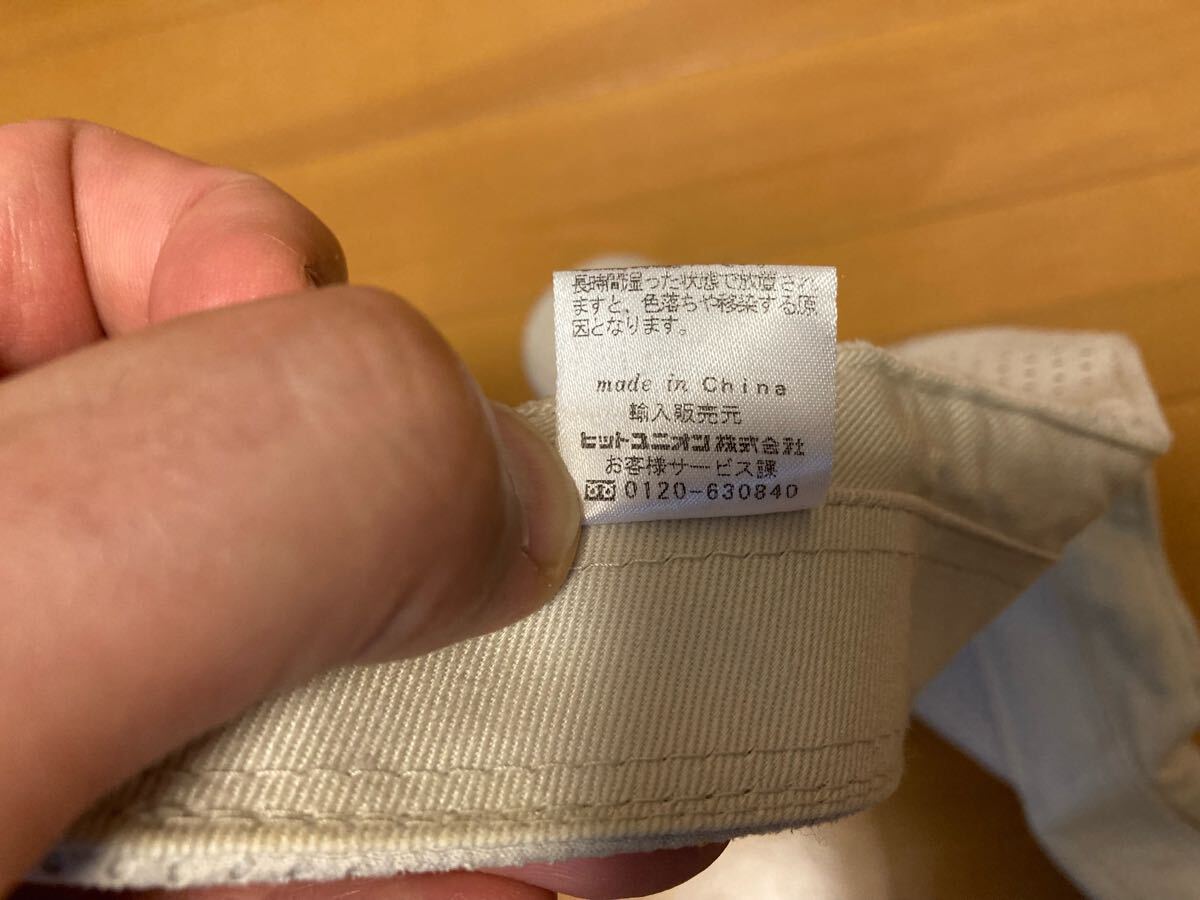 長時間湿った状態で放置され
ますと、色落ちや移染する原
因となります。
made in China
輸入販売元
ヒットユニオン株式会社
お客様サービス課
0120-630840